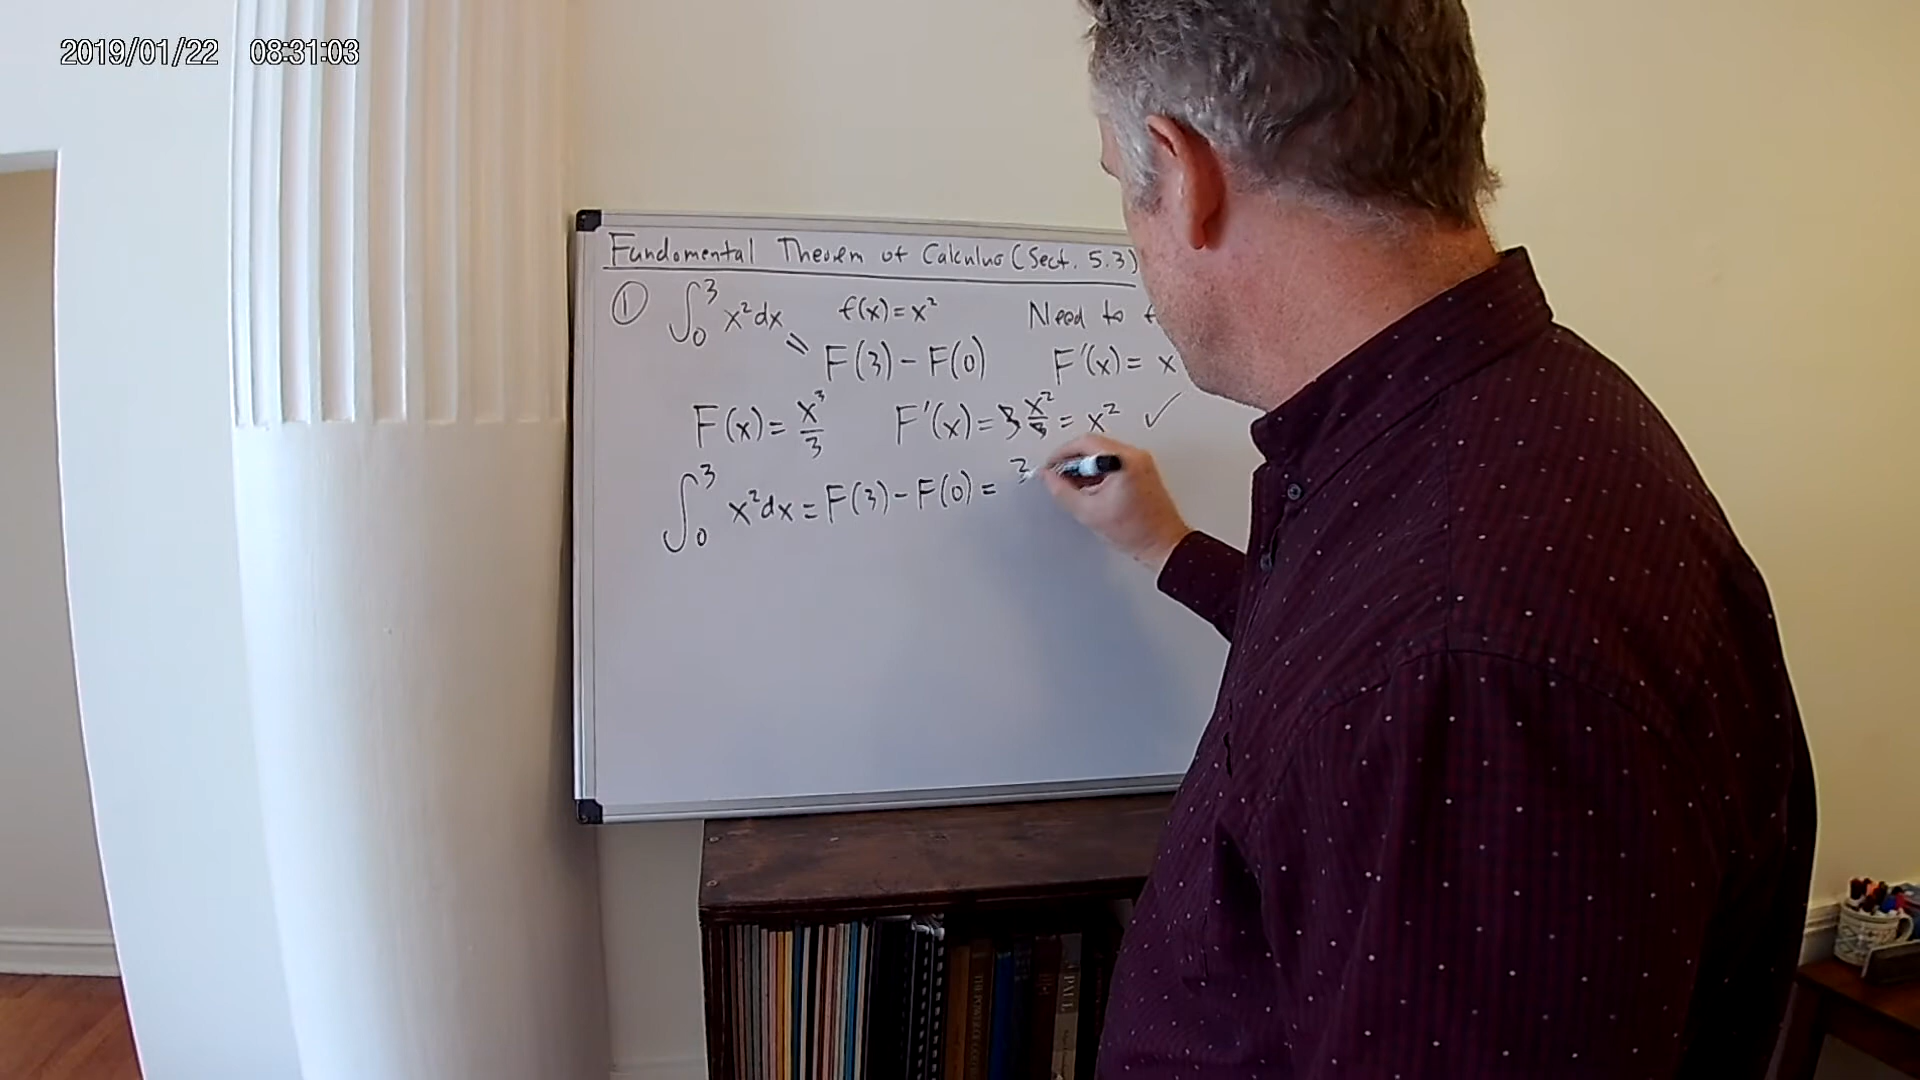 2019/01/22 08:31:03
Fundamental Theorem of Calculus (Sect. 5.3)
① ∫₀³ x²dx f(x) = x² Need to
= F(3) - F(0) F'(x) = x
F(x) = x³/3 F'(x) = 3 x²/3 = x² ✓
∫₀³ x²dx = F(3) - F(0) = 3